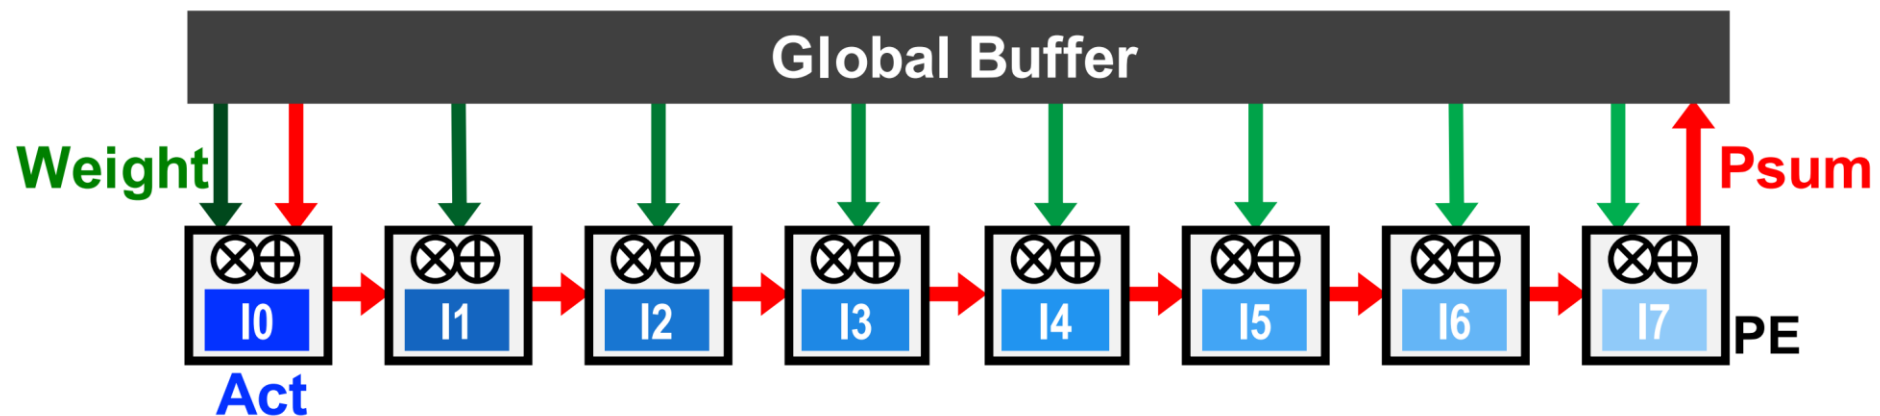 Global Buffer
Weight
Psum
I0
I1
I2
I3
I4
I5
I6
I7
PE
Act